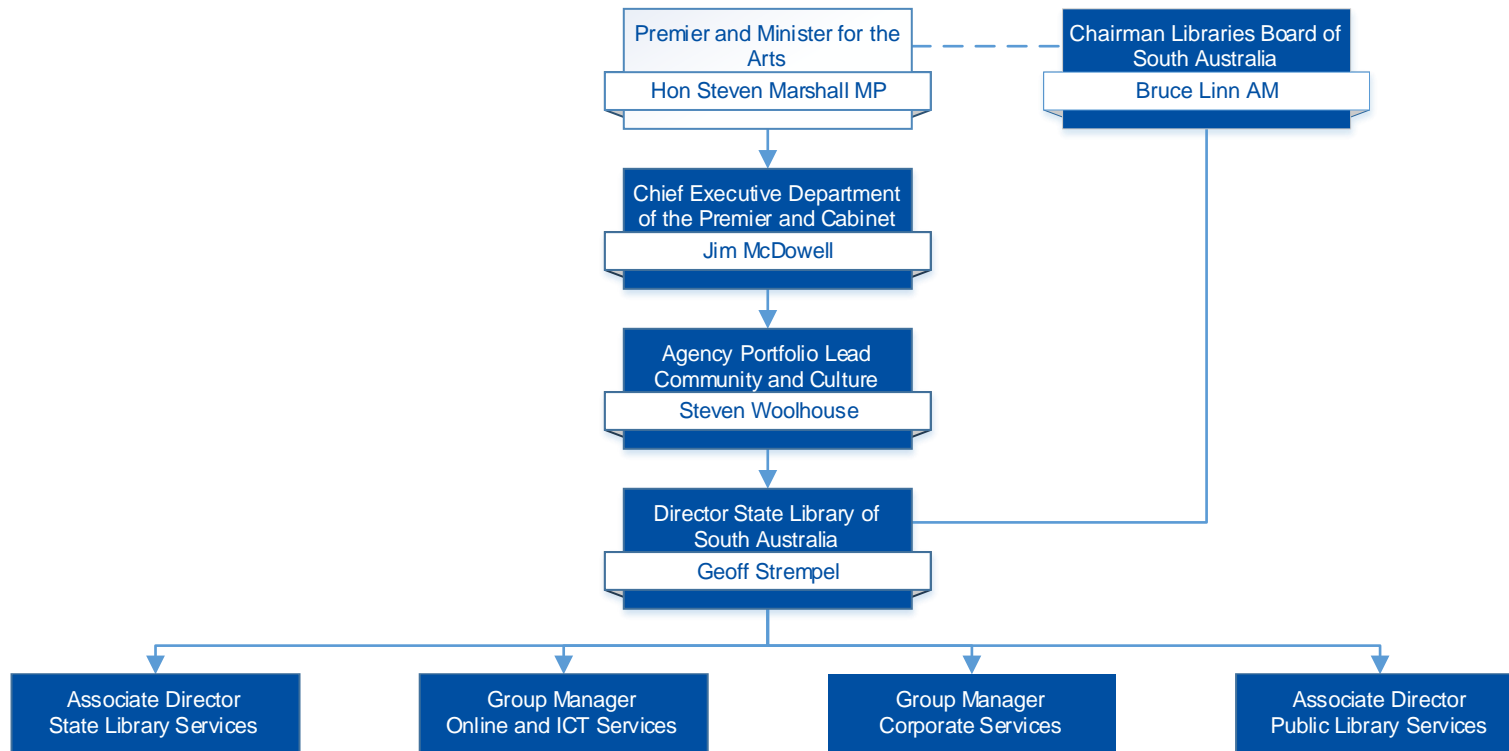 Premier and Minister for the
Arts
Hon Steven Marshall MP
Chairman Libraries Board of
South Australia
Bruce Linn AM
Chief Executive Department
of the Premier and Cabinet
Jim McDowell
Agency Portfolio Lead
Community and Culture
Steven Woolhouse
Director State Library of
South Australia
Geoff Strempel
Associate Director
State Library Services
Group Manager
Online and ICT Services
Group Manager
Corporate Services
Associate Director
Public Library Services